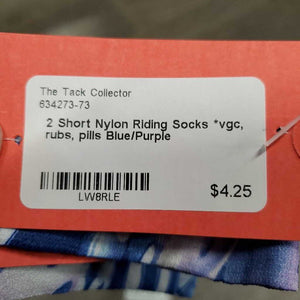 The Tack Collector
634273-73
2 Short Nylon Riding Socks *vgc,
rubs, pills Blue/Purple
LW8RLE
$4.25